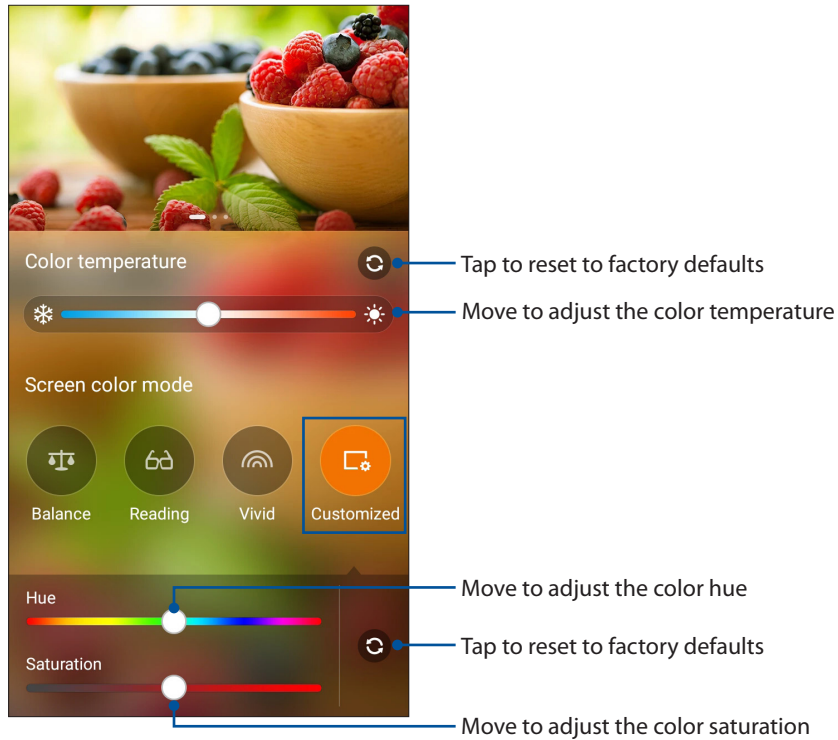 Color temperature
Tap to reset to factory defaults
Move to adjust the color temperature
Screen color mode
Balance Reading Vivid Customized
Hue
Move to adjust the color hue
Tap to reset to factory defaults
Saturation
Move to adjust the color saturation